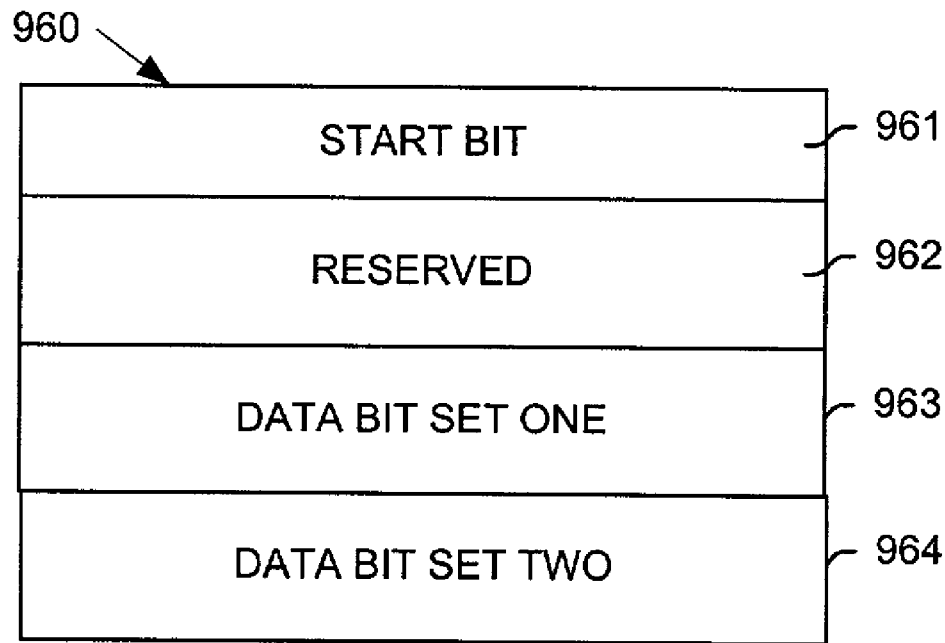 960
START BIT 961
RESERVED 962
DATA BIT SET ONE 963
DATA BIT SET TWO 964